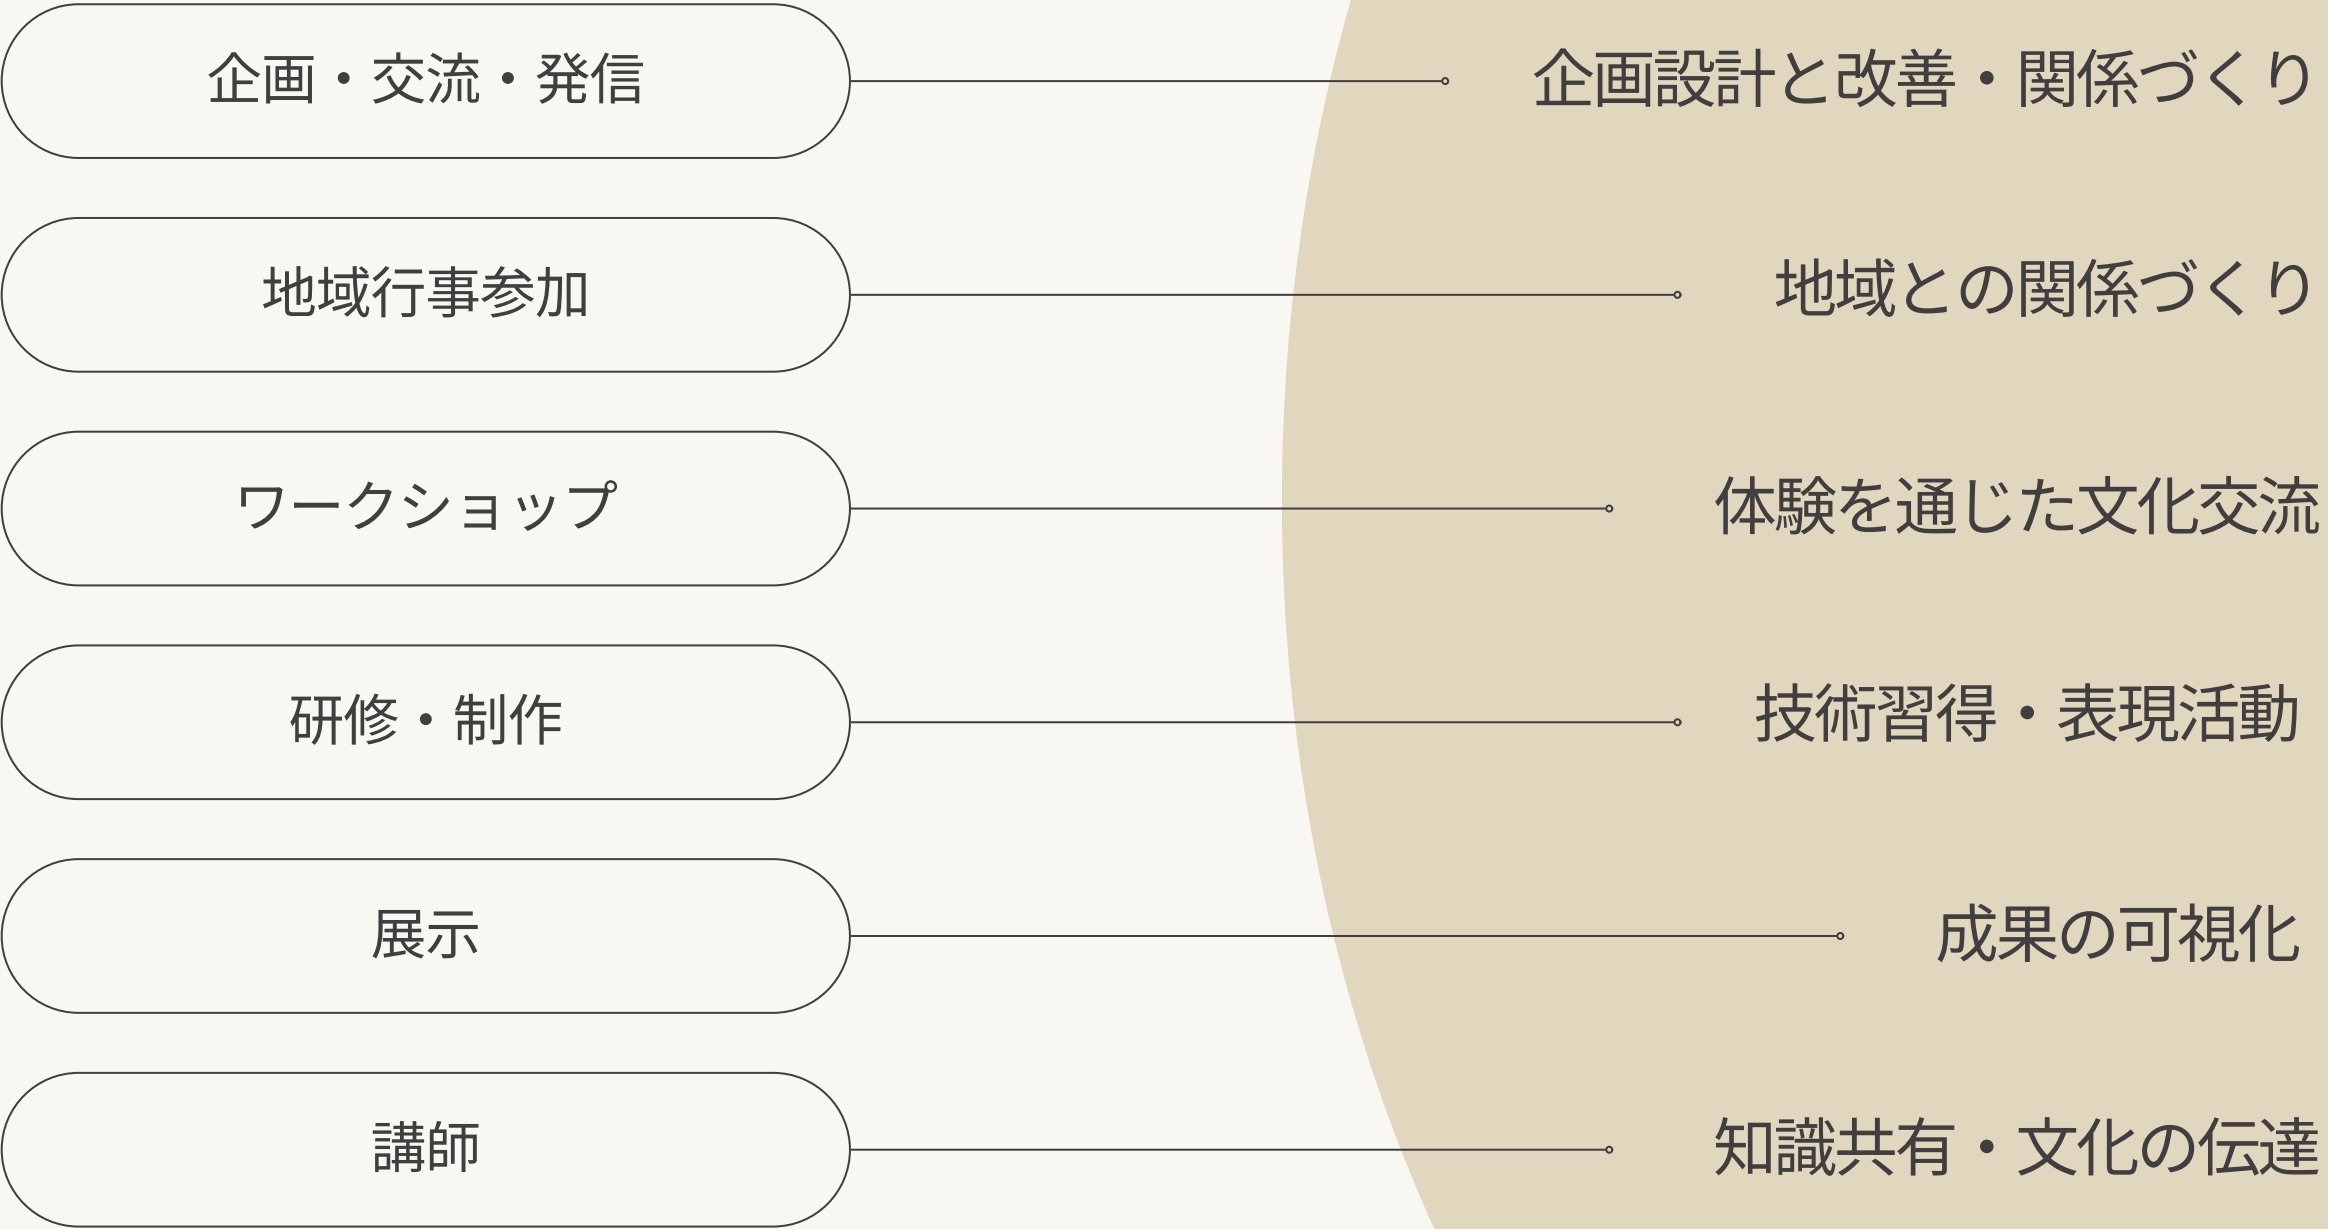 企画・交流・発信
企画設計と改善・関係づくり
地域行事参加
地域との関係づくり
ワークショップ
体験を通じた文化交流
研修・制作
技術習得・表現活動
展示
成果の可視化
講師
知識共有・文化の伝達